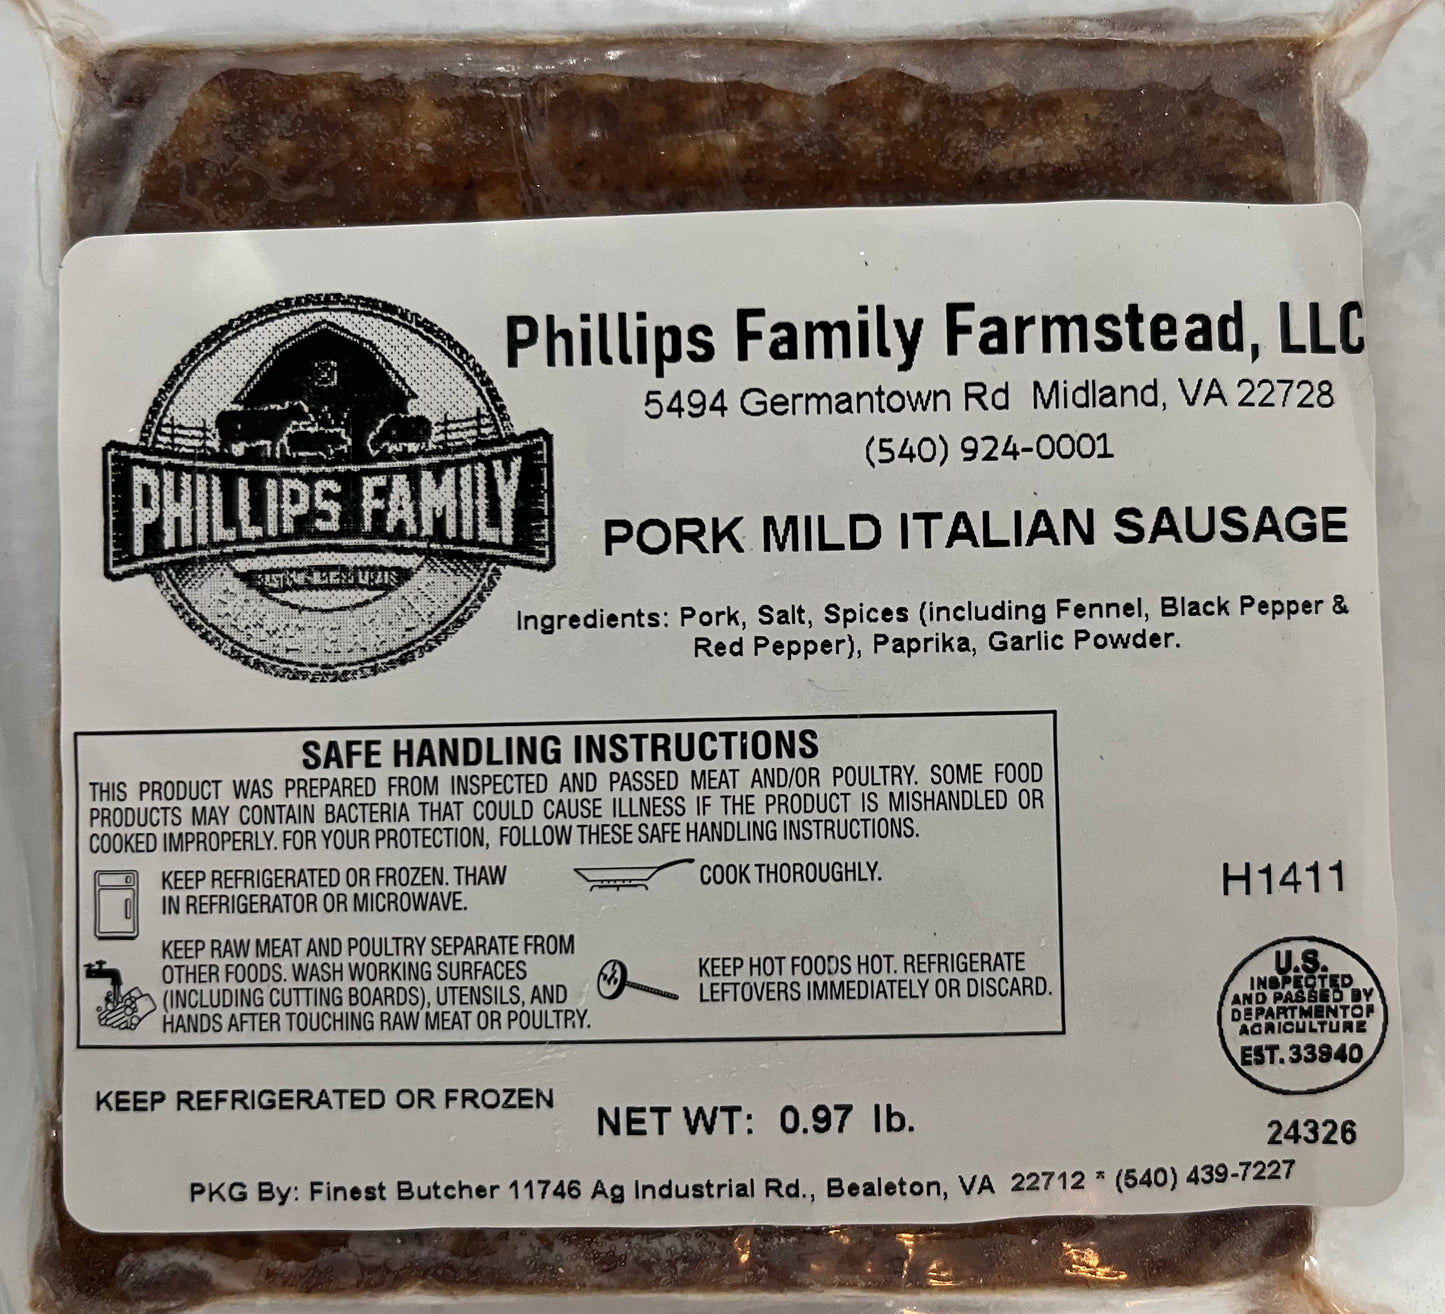 Phillips Family Farmstead, LLC
5494 Germantown Rd Midland, VA 22728
(540) 924-0001
PHILLIPS FAMILY
PORK MILD ITALIAN SAUSAGE
Ingredients: Pork, Salt, Spices (including Fennel, Black Pepper &
Red Pepper), Paprika, Garlic Powder.
SAFE HANDLING INSTRUCTIONS
THIS PRODUCT WAS PREPARED FROM INSPECTED AND PASSED MEAT AND/OR POULTRY. SOME FOOD
PRODUCTS MAY CONTAIN BACTERIA THAT COULD CAUSE ILLNESS IF THE PRODUCT IS MISHANDLED OR
COOKED IMPROPERLY. FOR YOUR PROTECTION, FOLLOW THESE SAFE HANDLING INSTRUCTIONS.
KEEP REFRIGERATED OR FROZEN. THAW
IN REFRIGERATOR OR MICROWAVE.
COOK THOROUGHLY.
KEEP RAW MEAT AND POULTRY SEPARATE FROM
OTHER FOODS. WASH WORKING SURFACES
(INCLUDING CUTTING BOARDS), UTENSILS, AND
HANDS AFTER TOUCHING RAW MEAT OR POULTRY.
KEEP HOT FOODS HOT. REFRIGERATE
LEFTOVERS IMMEDIATELY OR DISCARD.
H1411
U.S.
INSPECTED
AND PASSED BY
DEPARTMENT OF
AGRICULTURE
EST. 33940
KEEP REFRIGERATED OR FROZEN
NET WT: 0.97 lb.
24326
PKG By: Finest Butcher 11746 Ag Industrial Rd., Bealeton, VA 22712 * (540) 439-7227